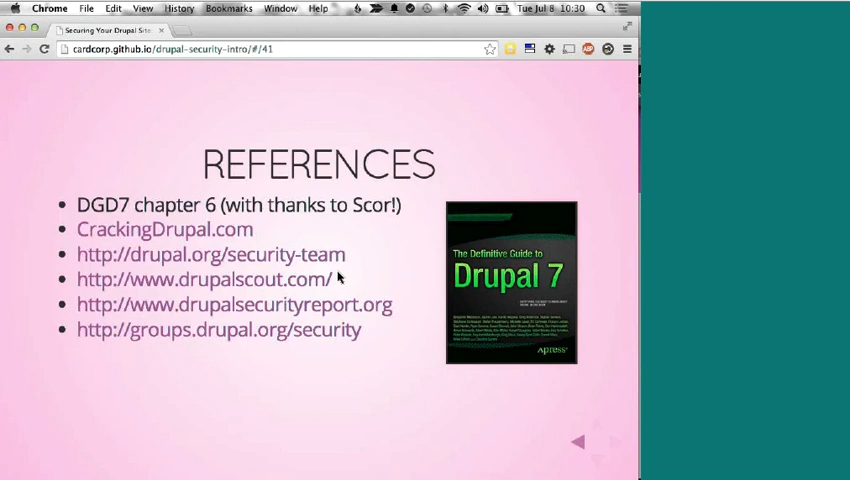 Chrome File Edit View History Bookmarks Window Help Tue Jul 8 10:30
Securing Your Drupal Site
cardcorp.github.io/drupal-security-intro/#/41
REFERENCES
DGD7 chapter 6 (with thanks to Scor!)
CrackingDrupal.com
http://drupal.org/security-team
http://www.drupalscout.com/
http://www.drupalsecurityreport.org
http://groups.drupal.org/security
The Definitive Guide to
Drupal 7
Apress